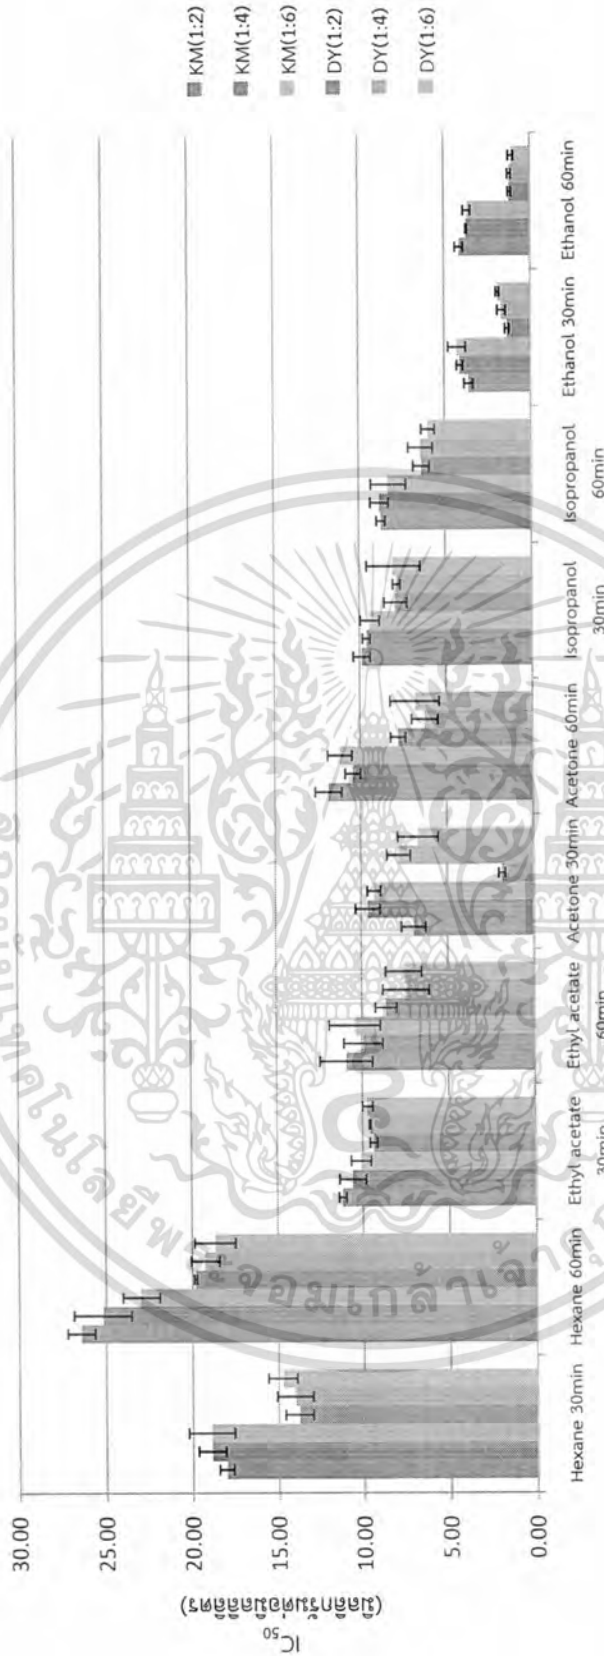 IC50
(มิลลิกรัมต่อมิลลิลิตร)
30.00
25.00
20.00
15.00
10.00
5.00
0.00
Hexane 30min
Hexane 60min
Ethyl acetate
30min
Ethyl acetate
60min
Acetone 30min
Acetone 60min
Isopropanol
30min
Isopropanol
60min
Ethanol 30min
Ethanol 60min
KM(1:2)
KM(1:4)
KM(1:6)
DY(1:2)
DY(1:4)
DY(1:6)